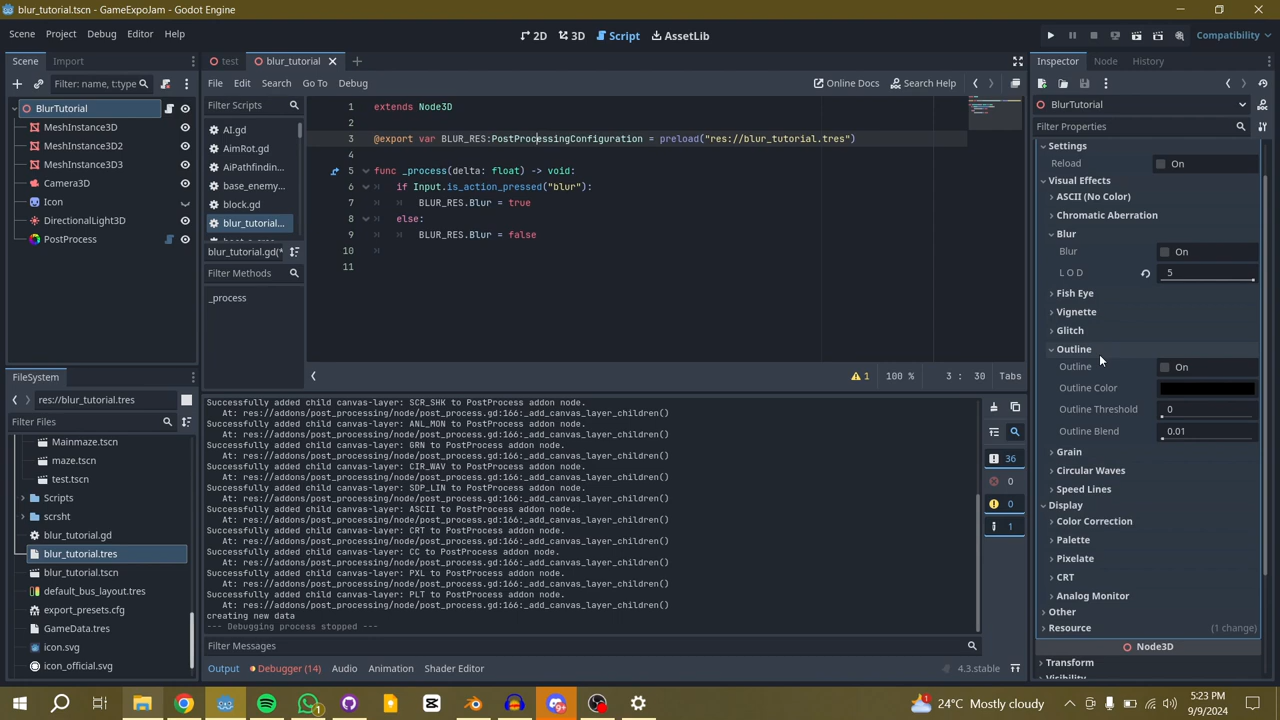 blur_tutorial.tscn - GameExpoJam - Godot Engine
Scene Project Debug Editor Help
2D 3D Script AssetLib
Compatibility
Scene Import
Filter: name, t:type
BlurTutorial
MeshInstance3D
MeshInstance3D2
MeshInstance3D3
Camera3D
Icon
DirectionalLight3D
PostProcess
FileSystem
res://blur_tutorial.tres
Filter Files
Mainmaze.tscn
maze.tscn
test.tscn
Scripts
scrsht
blur_tutorial.gd
blur_tutorial.tres
blur_tutorial.tscn
default_bus_layout.tres
export_presets.cfg
GameData.tres
icon.svg
icon_official.svg
test blur_tutorial
File Edit Search Go To Debug
Online Docs Search Help
Filter Scripts
AI.gd
AimRot.gd
AiPathfindin...
base_enemy...
block.gd
blur_tutorial...
blur_tutorial.gd(*
Filter Methods
_process
1 extends Node3D
2
3 @export var BLUR_RES:PostProcessingConfiguration = preload("res://blur_tutorial.tres")
4
5 func _process(delta: float) -> void:
6 if Input.is_action_pressed("blur"):
7 BLUR_RES.Blur = true
8 else:
9 BLUR_RES.Blur = false
10
11
1 100 % 3 : 30 Tabs
Successfully added child canvas-layer: SCR_SHK to PostProcess addon node.
At: res://addons/post_processing/node/post_process.gd:166:_add_canvas_layer_children()
Successfully added child canvas-layer: ANL_MON to PostProcess addon node.
At: res://addons/post_processing/node/post_process.gd:166:_add_canvas_layer_children()
Successfully added child canvas-layer: GRN to PostProcess addon node.
At: res://addons/post_processing/node/post_process.gd:166:_add_canvas_layer_children()
Successfully added child canvas-layer: CIR_WAV to PostProcess addon node.
At: res://addons/post_processing/node/post_process.gd:166:_add_canvas_layer_children()
Successfully added child canvas-layer: SDP_LIN to PostProcess addon node.
At: res://addons/post_processing/node/post_process.gd:166:_add_canvas_layer_children()
Successfully added child canvas-layer: ASCII to PostProcess addon node.
At: res://addons/post_processing/node/post_process.gd:166:_add_canvas_layer_children()
Successfully added child canvas-layer: CRT to PostProcess addon node.
At: res://addons/post_processing/node/post_process.gd:166:_add_canvas_layer_children()
Successfully added child canvas-layer: CC to PostProcess addon node.
At: res://addons/post_processing/node/post_process.gd:166:_add_canvas_layer_children()
Successfully added child canvas-layer: PXL to PostProcess addon node.
At: res://addons/post_processing/node/post_process.gd:166:_add_canvas_layer_children()
Successfully added child canvas-layer: PLT to PostProcess addon node.
At: res://addons/post_processing/node/post_process.gd:166:_add_canvas_layer_children()
creating new data
--- Debugging process stopped ---
36
0
0
1
Filter Messages
Output Debugger (14) Audio Animation Shader Editor 4.3.stable
Inspector Node History
BlurTutorial
Filter Properties
Settings
Reload On
Visual Effects
ASCII (No Color)
Chromatic Aberration
Blur
Blur On
L O D 5
Fish Eye
Vignette
Glitch
Outline
Outline On
Outline Color
Outline Threshold 0
Outline Blend 0.01
Grain
Circular Waves
Speed Lines
Display
Color Correction
Palette
Pixelate
CRT
Analog Monitor
Other
Resource (1 change)
Node3D
Transform
24°C Mostly cloudy
5:23 PM
9/9/2024